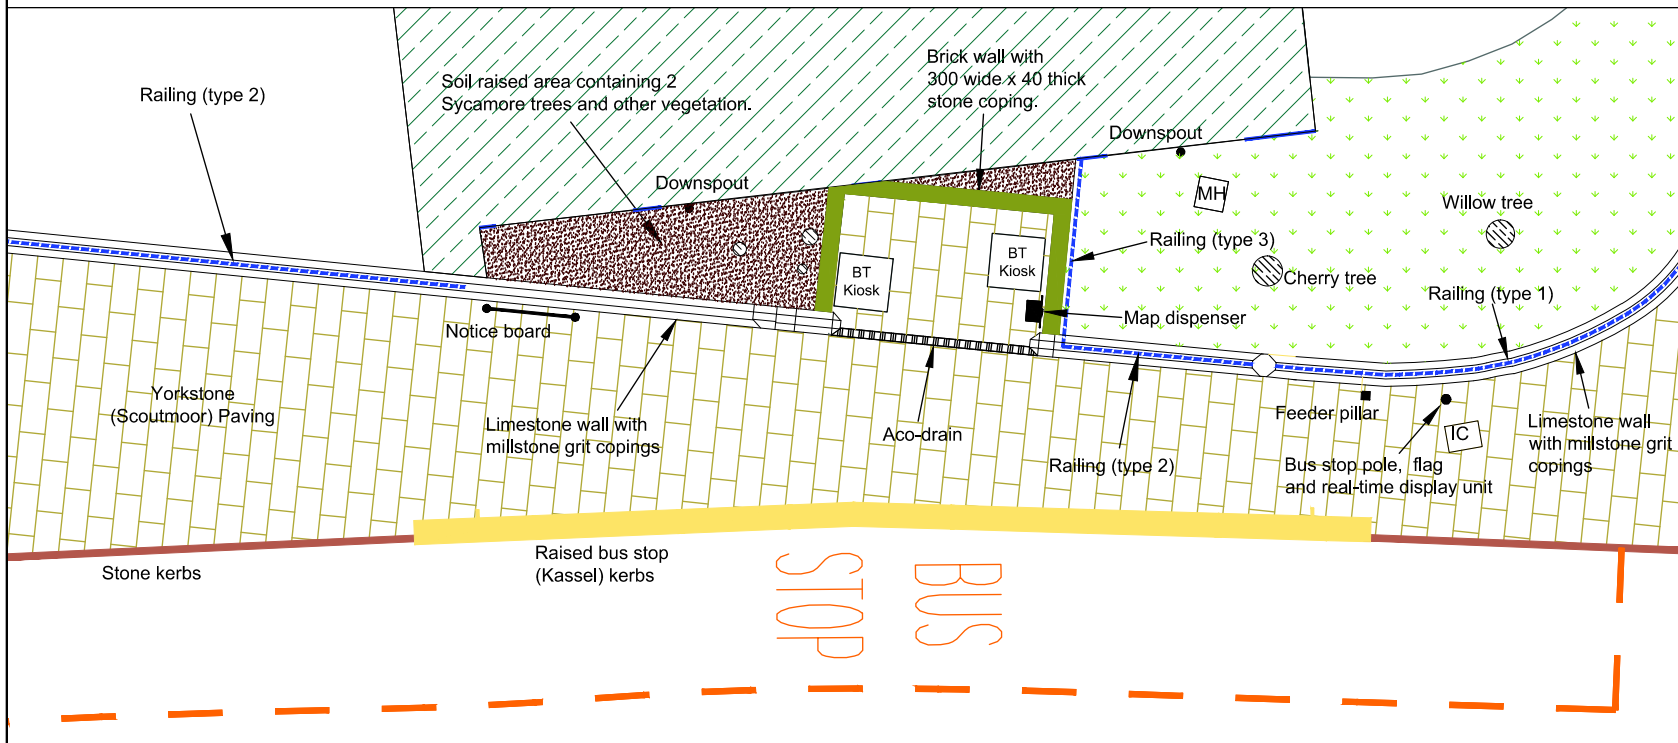 Railing (type 2)
Soil raised area containing 2
Sycamore trees and other vegetation.
Brick wall with
300 wide x 40 thick
stone coping.
Downspout
Downspout
MH
Willow tree
Railing (type 3)
BT
Kiosk
BT
Kiosk
Cherry tree
Railing (type 1)
Map dispenser
Notice board
Yorkstone
(Scoutmoor) Paving
Limestone wall with
millstone grit copings
Aco-drain
Feeder pillar
Railing (type 2)
IC
Bus stop pole, flag
and real-time display unit
Limestone wall
with millstone grit
copings
Raised bus stop
(Kassel) kerbs
Stone kerbs
BUS
STOP